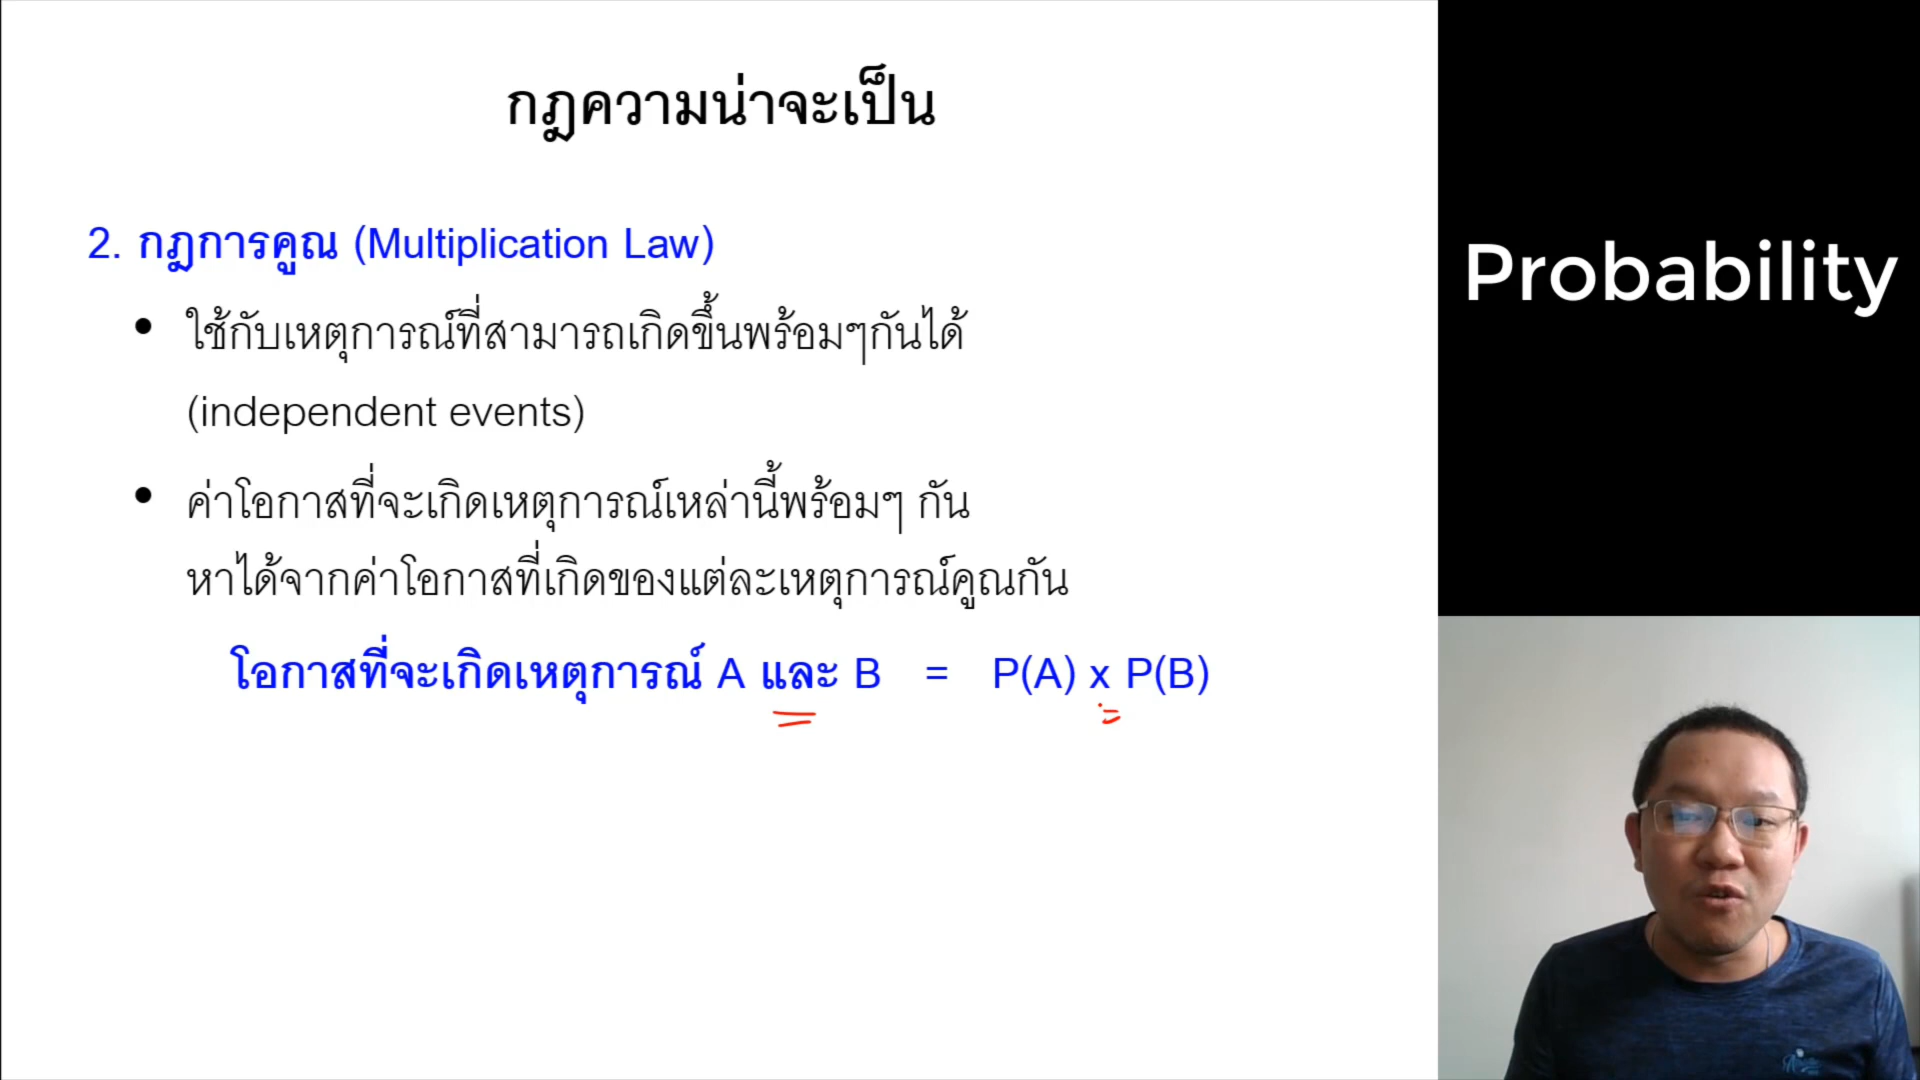 กฎความน่าจะเป็น
2. กฎการคูณ (Multiplication Law)
• ใช้กับเหตุการณ์ที่สามารถเกิดขึ้นพร้อมๆกันได้
(independent events)
• ค่าโอกาสที่จะเกิดเหตุการณ์เหล่านี้พร้อมๆ กัน
หาได้จากค่าโอกาสที่เกิดของแต่ละเหตุการณ์คูณกัน
โอกาสที่จะเกิดเหตุการณ์ A และ B = P(A) x P(B)
Probability